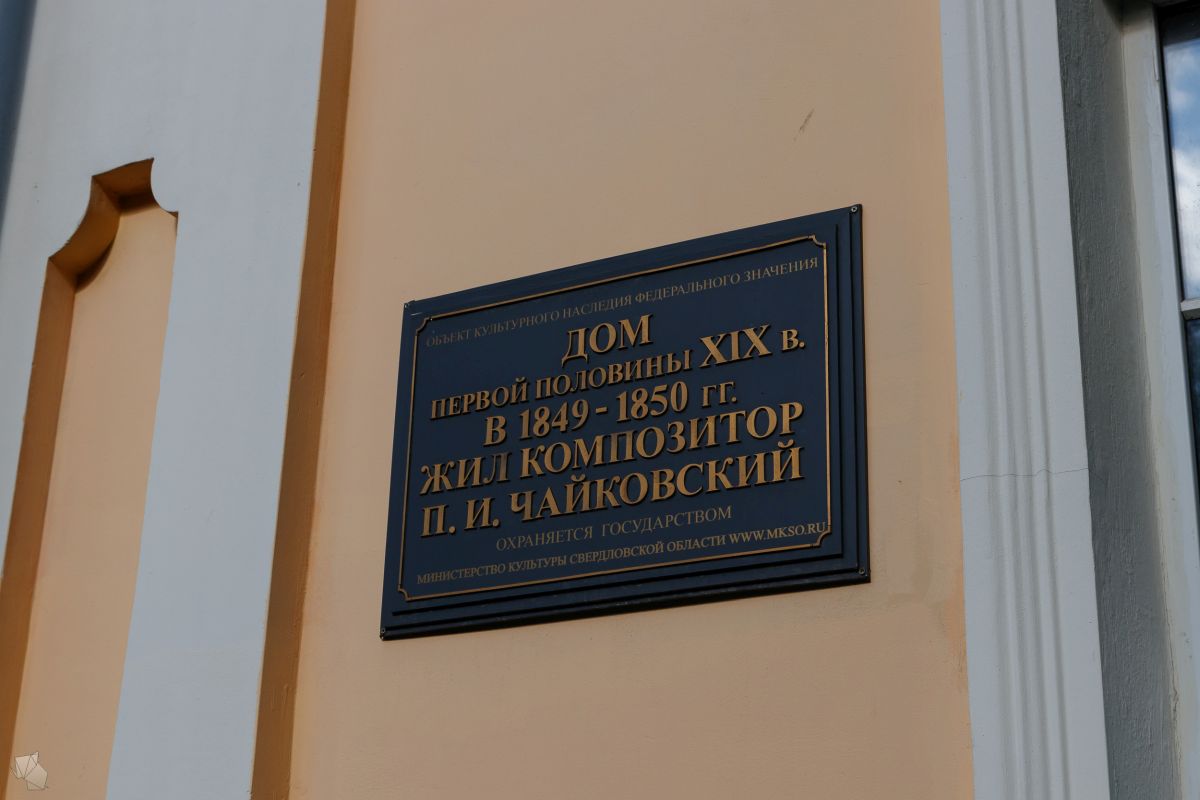 ОБЪЕКТ КУЛЬТУРНОГО НАСЛЕДИЯ ФЕДЕРАЛЬНОГО ЗНАЧЕНИЯ
ДОМ
ПЕРВОЙ ПОЛОВИНЫ XIX В.
В 1849 - 1850 ГГ.
ЖИЛ КОМПОЗИТОР
П. И. ЧАЙКОВСКИЙ
ОХРАНЯЕТСЯ ГОСУДАРСТВОМ
МИНИСТЕРСТВО КУЛЬТУРЫ СВЕРДЛОВСКОЙ ОБЛАСТИ WWW.MKSO.RU